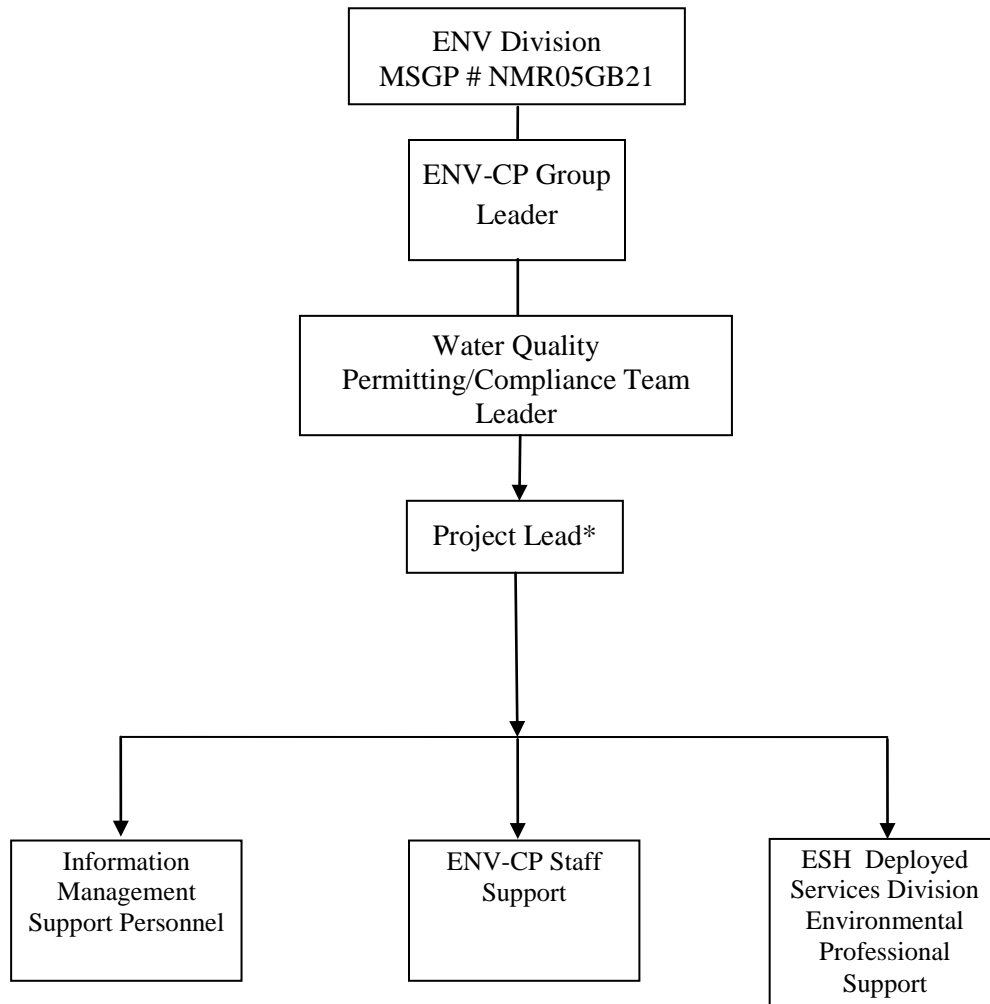 ENV Division
MSGP # NMR05GB21
ENV-CP Group
Leader
Water Quality
Permitting/Compliance Team
Leader
Project Lead*
Information
Management
Support Personnel
ENV-CP Staff
Support
ESH Deployed
Services Division
Environmental
Professional
Support